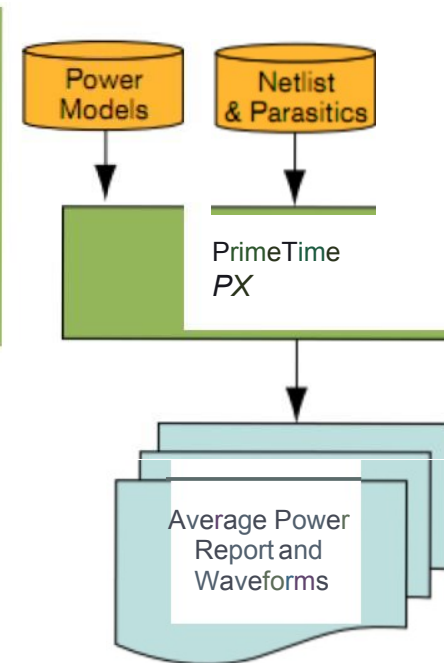 Power
Models
Netlist
& Parasitics
PrimeTime
PX
Average Power
Report and
Waveforms